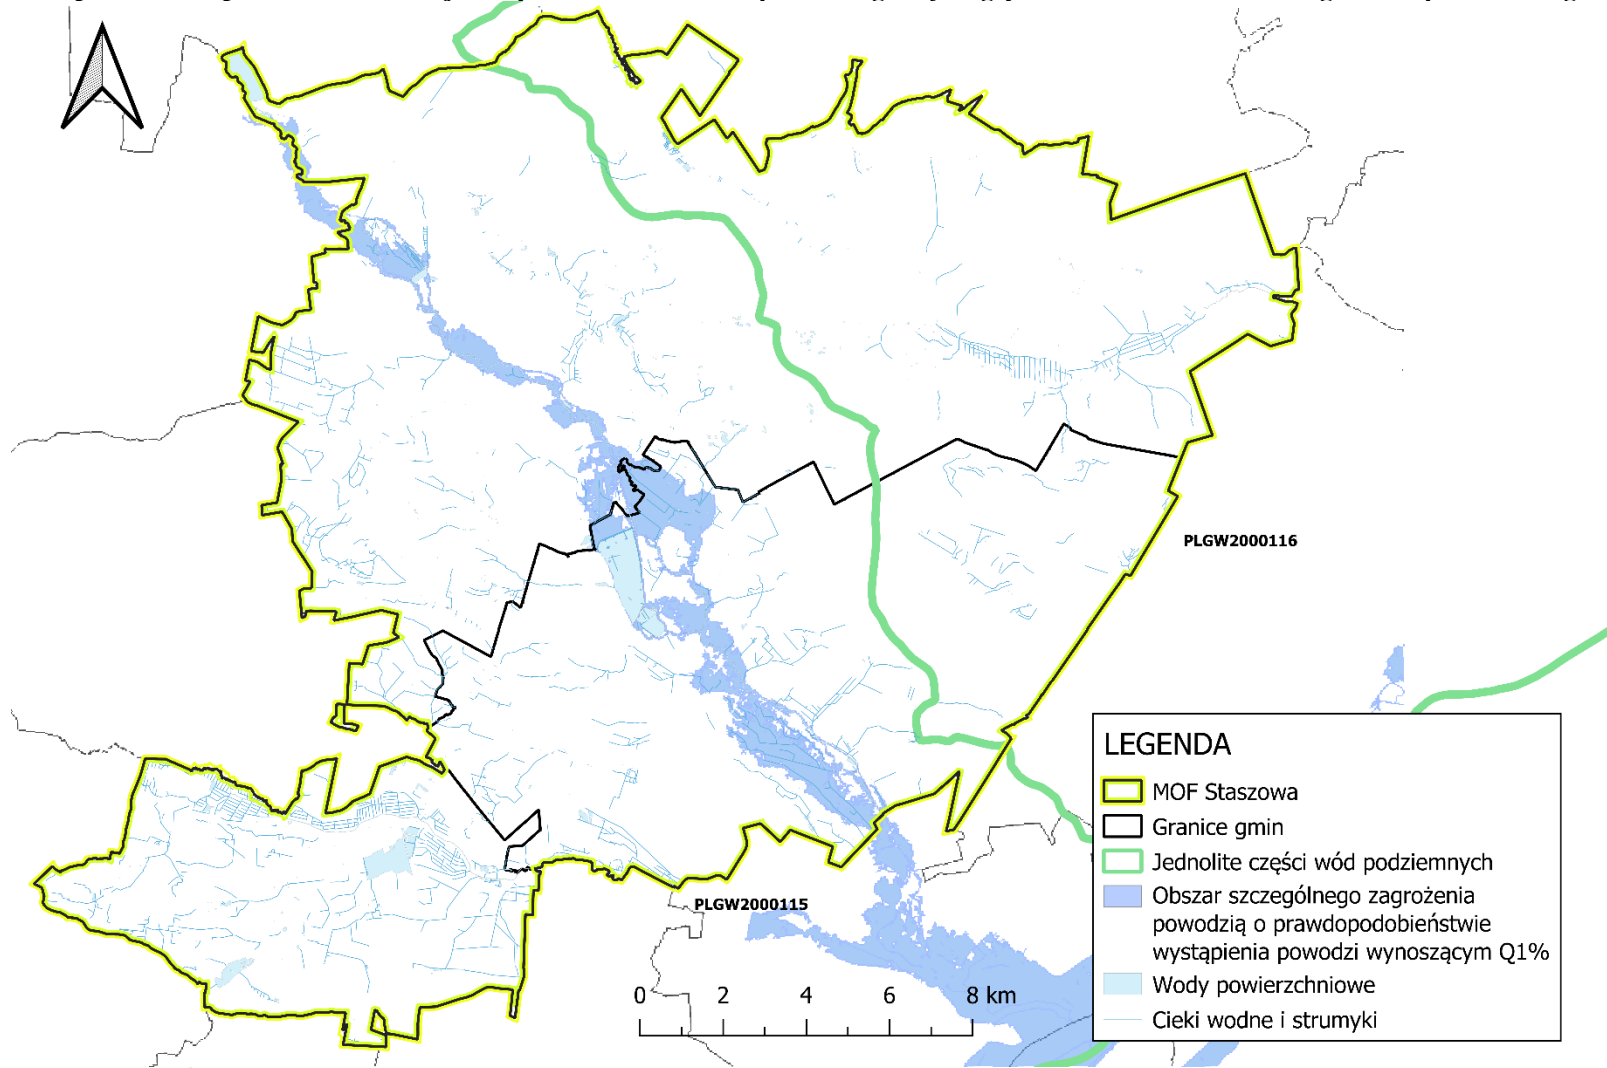 PLGW2000116
LEGENDA
MOF Staszowa
Granice gmin
Jednolite części wód podziemnych
Obszar szczególnego zagrożenia
powodzią o prawdopodobieństwie
wystąpienia powodzi wynoszącym Q1%
Wody powierzchniowe
Cieki wodne i strumyki
PLGW2000115
0 2 4 6 8 km